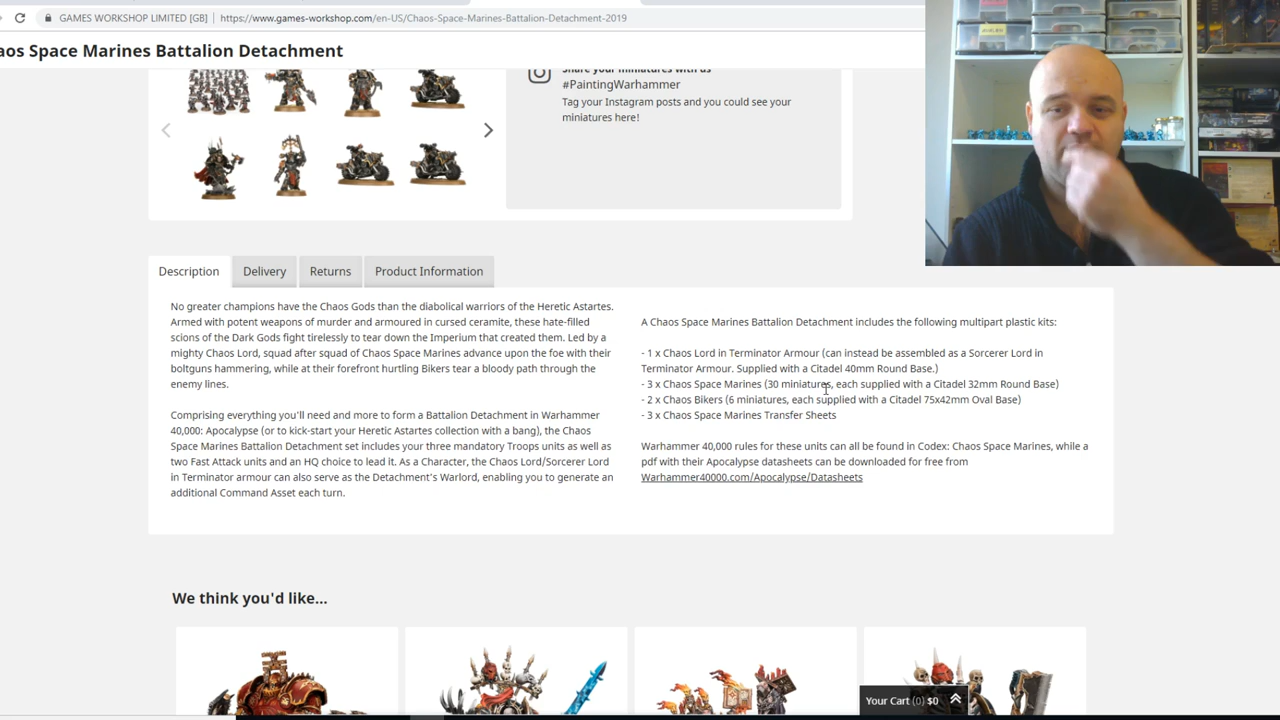 GAMES WORKSHOP LIMITED [GB] | https://www.games-workshop.com/en-US/Chaos-Space-Marines-Battalion-Detachment-2019
aos Space Marines Battalion Detachment
Share your miniatures with us
#PaintingWarhammer
Tag your Instagram posts and you could see your
miniatures here!
Description Delivery Returns Product Information
No greater champions have the Chaos Gods than the diabolical warriors of the Heretic Astartes.
Armed with potent weapons of murder and armoured in cursed ceramite, these hate-filled
scions of the Dark Gods fight tirelessly to tear down the Imperium that created them. Led by a
mighty Chaos Lord, squad after squad of Chaos Space Marines advance upon the foe with their
boltguns hammering, while at their forefront hurtling Bikers tear a bloody path through the
enemy lines.
Comprising everything you'll need and more to form a Battalion Detachment in Warhammer
40,000: Apocalypse (or to kick-start your Heretic Astartes collection with a bang), the Chaos
Space Marines Battalion Detachment set includes your three mandatory Troops units as well as
two Fast Attack units and an HQ choice to lead it. As a Character, the Chaos Lord/Sorcerer Lord
in Terminator armour can also serve as the Detachment's Warlord, enabling you to generate an
additional Command Asset each turn.
A Chaos Space Marines Battalion Detachment includes the following multipart plastic kits:
- 1 x Chaos Lord in Terminator Armour (can instead be assembled as a Sorcerer Lord in
Terminator Armour. Supplied with a Citadel 40mm Round Base.)
- 3 x Chaos Space Marines (30 miniatures, each supplied with a Citadel 32mm Round Base)
- 2 x Chaos Bikers (6 miniatures, each supplied with a Citadel 75x42mm Oval Base)
- 3 x Chaos Space Marines Transfer Sheets
Warhammer 40,000 rules for these units can all be found in Codex: Chaos Space Marines, while a
pdf with their Apocalypse datasheets can be downloaded for free from
Warhammer40000.com/Apocalypse/Datasheets
We think you'd like...
Your Cart (0) $0